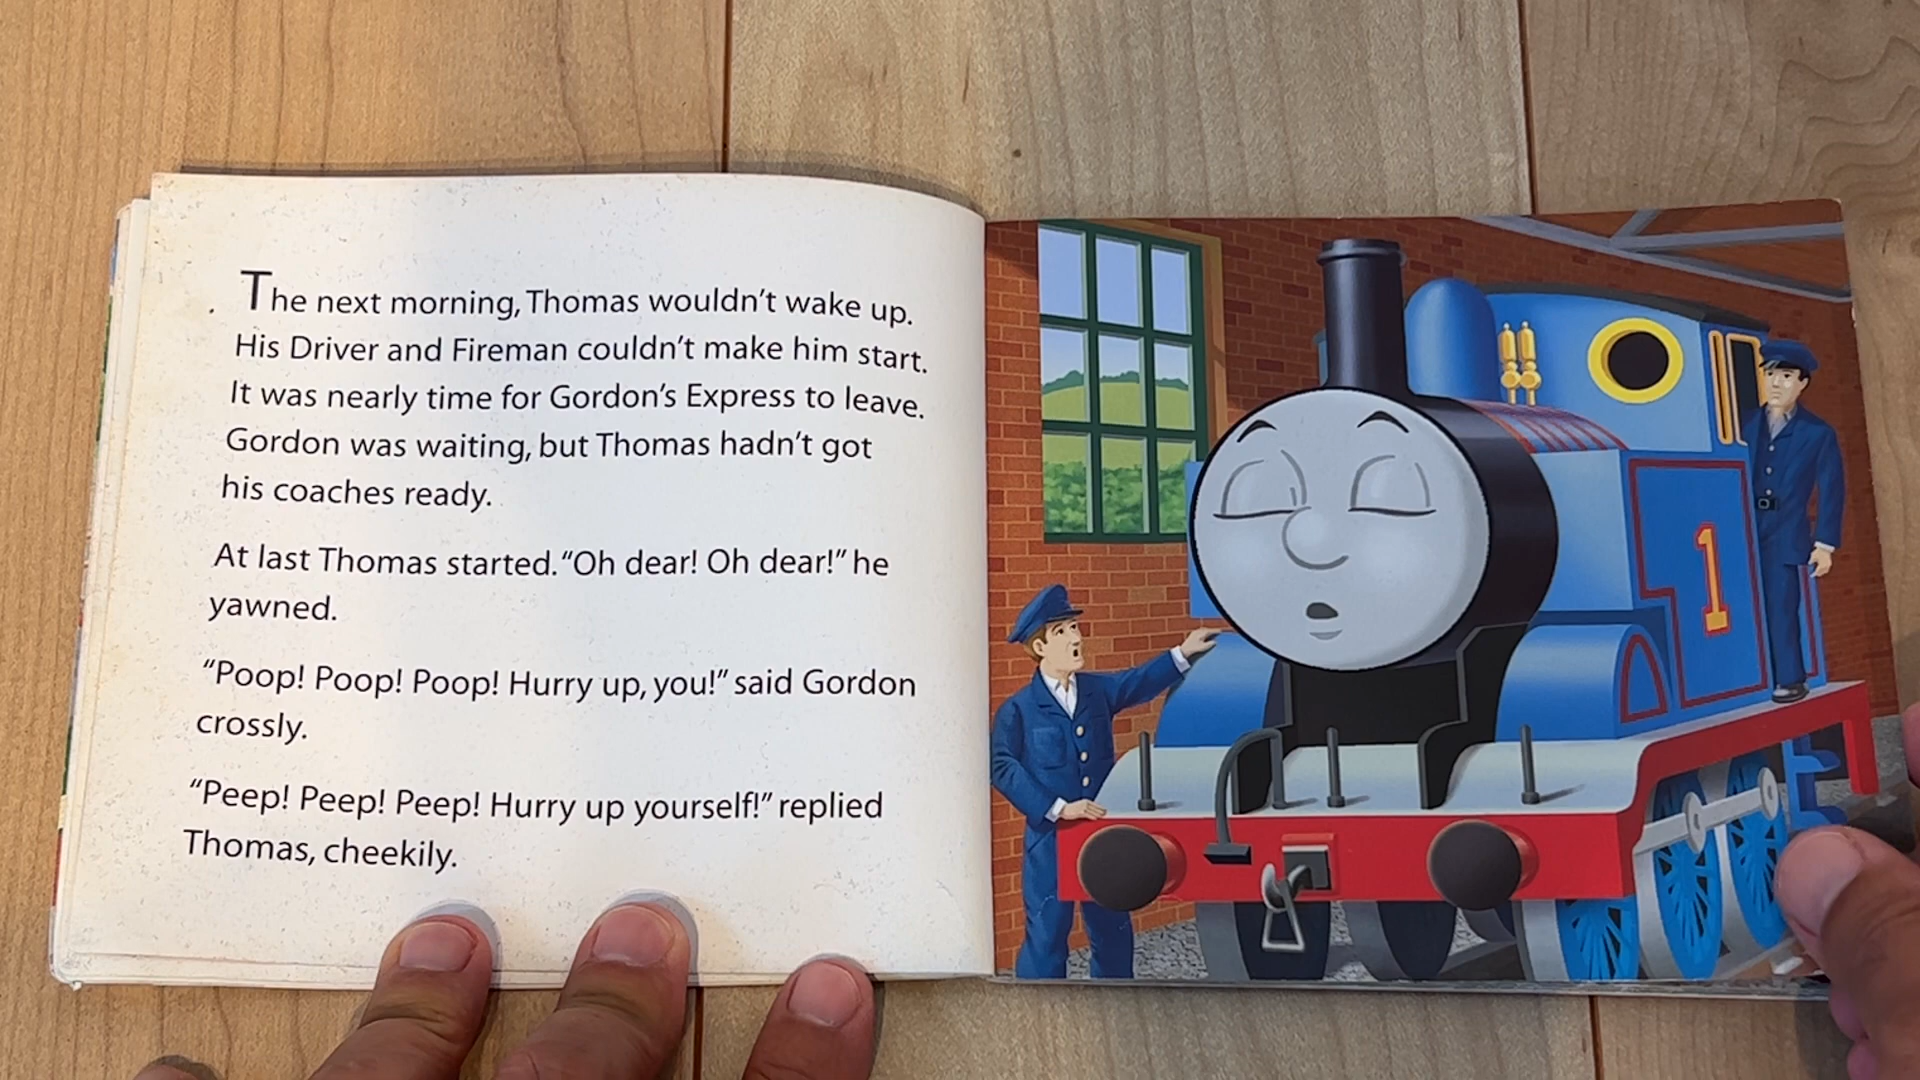 The next morning, Thomas wouldn't wake up.
His Driver and Fireman couldn't make him start.
It was nearly time for Gordon's Express to leave.
Gordon was waiting, but Thomas hadn't got
his coaches ready.
At last Thomas started. “Oh dear! Oh dear!” he
yawned.
“Poop! Poop! Poop! Hurry up, you!” said Gordon
crossly.
“Peep! Peep! Peep! Hurry up yourself!” replied
Thomas, cheekily.
1